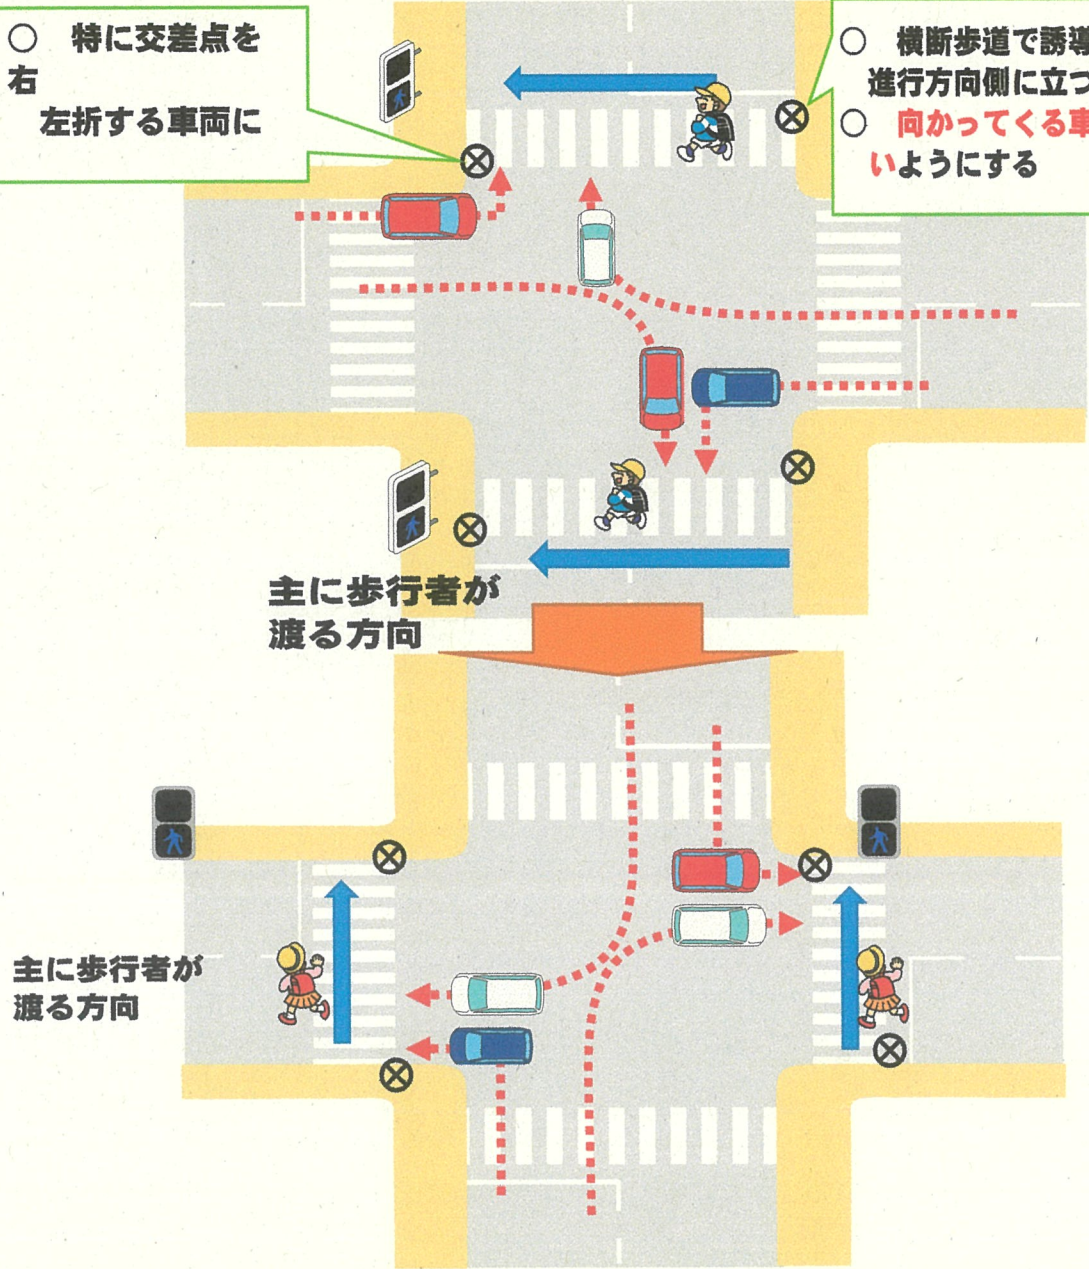 ○ 特に交差点を
右
左折する車両に
○ 横断歩道で誘導
進行方向側に立つ
○ 向かってくる車
いようにする
主に歩行者が
渡る方向
主に歩行者が
渡る方向